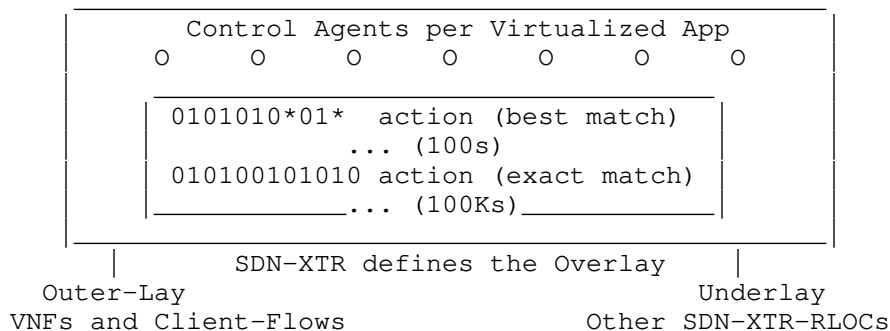 Control Agents per Virtualized App
O O O O O O O
0101010*01* action (best match)
... (100s)
010100101010 action (exact match)
... (100Ks)
SDN-XTR defines the Overlay
Outer-Lay Underlay
VNFs and Client-Flows Other SDN-XTR-RLOCs